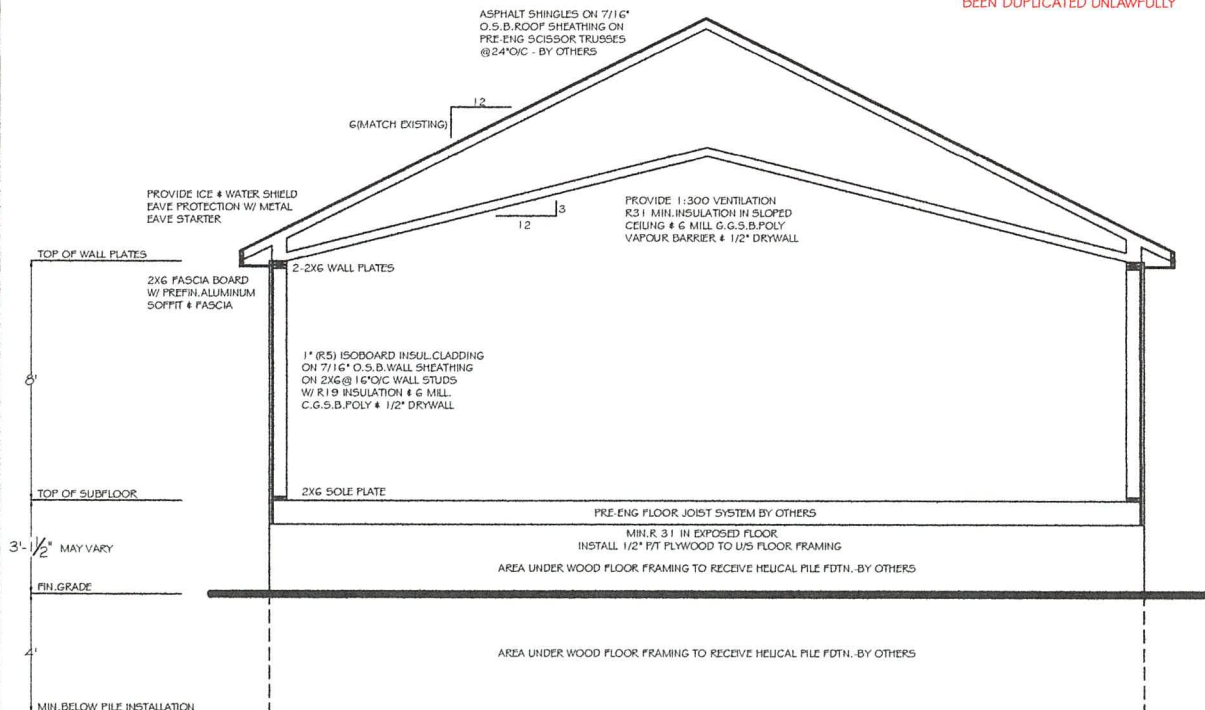 BEEN DUPLICATED UNLAWFULLY
ASPHALT SHINGLES ON 7/16"
O.S.B.ROOF SHEATHING ON
PRE-ENG SCISSOR TRUSSES
@24"O/C - BY OTHERS
12
6(MATCH EXISTING)
PROVIDE ICE & WATER SHIELD
EAVE PROTECTION W/ METAL
EAVE STARTER
3
12
PROVIDE 1:300 VENTILATION
R31 MIN.INSULATION IN SLOPED
CEILING & 6 MILL G.G.S.B.POLY
VAPOUR BARRIER & 1/2" DRYWALL
TOP OF WALL PLATES
2-2X6 WALL PLATES
2X6 FASCIA BOARD
W/ PREFIN.ALUMINUM
SOFFIT & FASCIA
1" (R5) ISOBOARD INSUL.CLADDING
ON 7/16" O.S.B.WALL SHEATHING
ON 2X6@16"O/C WALL STUDS
W/ R19 INSULATION & 6 MILL.
C.G.S.B.POLY & 1/2" DRYWALL
8'
TOP OF SUBFLOOR
2X6 SOLE PLATE
PRE-ENG FLOOR JOIST SYSTEM BY OTHERS
MIN.R 31 IN EXPOSED FLOOR
INSTALL 1/2" P/T PLYWOOD TO U/S FLOOR FRAMING
3'-1/2" MAY VARY
AREA UNDER WOOD FLOOR FRAMING TO RECEIVE HELICAL PILE FDTN.-BY OTHERS
FIN.GRADE
4'
AREA UNDER WOOD FLOOR FRAMING TO RECEIVE HELICAL PILE FDTN.-BY OTHERS
MIN.BELOW PILE INSTALLATION